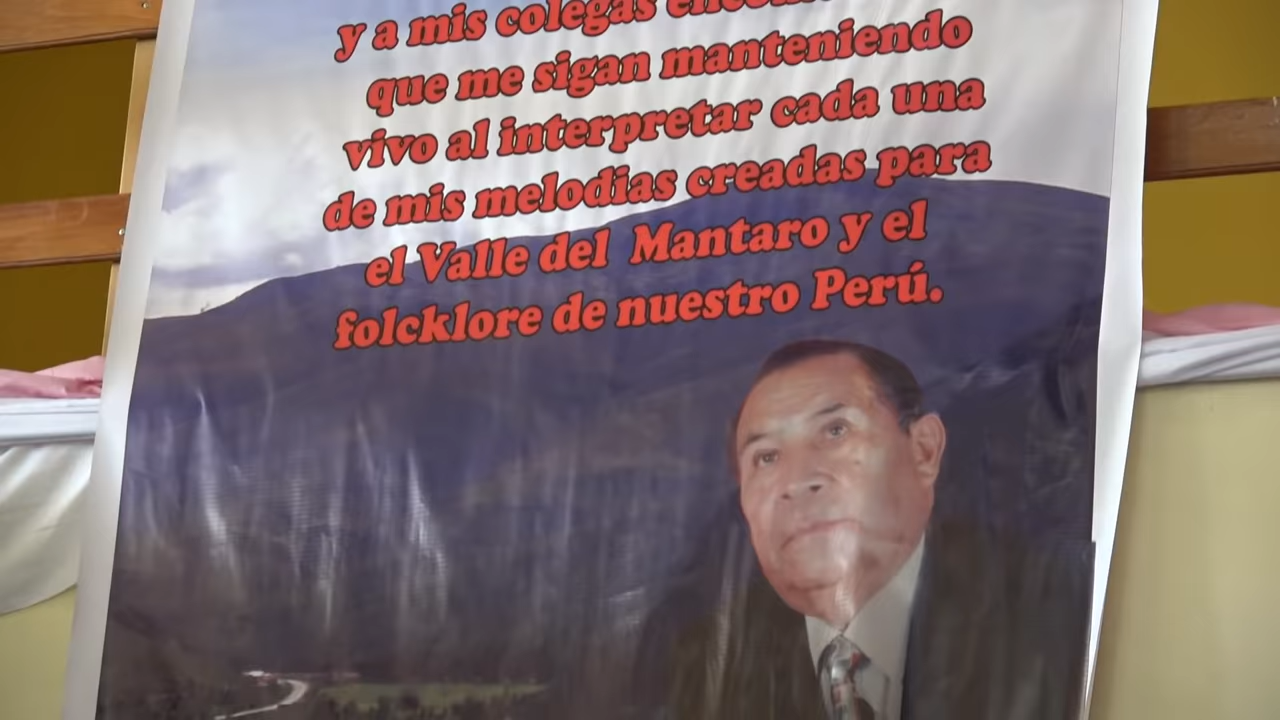 y a mis colegas
que me sigan manteniendo
vivo al interpretar cada una
de mis melodias creadas para
el Valle del Mantaro y el
folcklore de nuestro Perú.